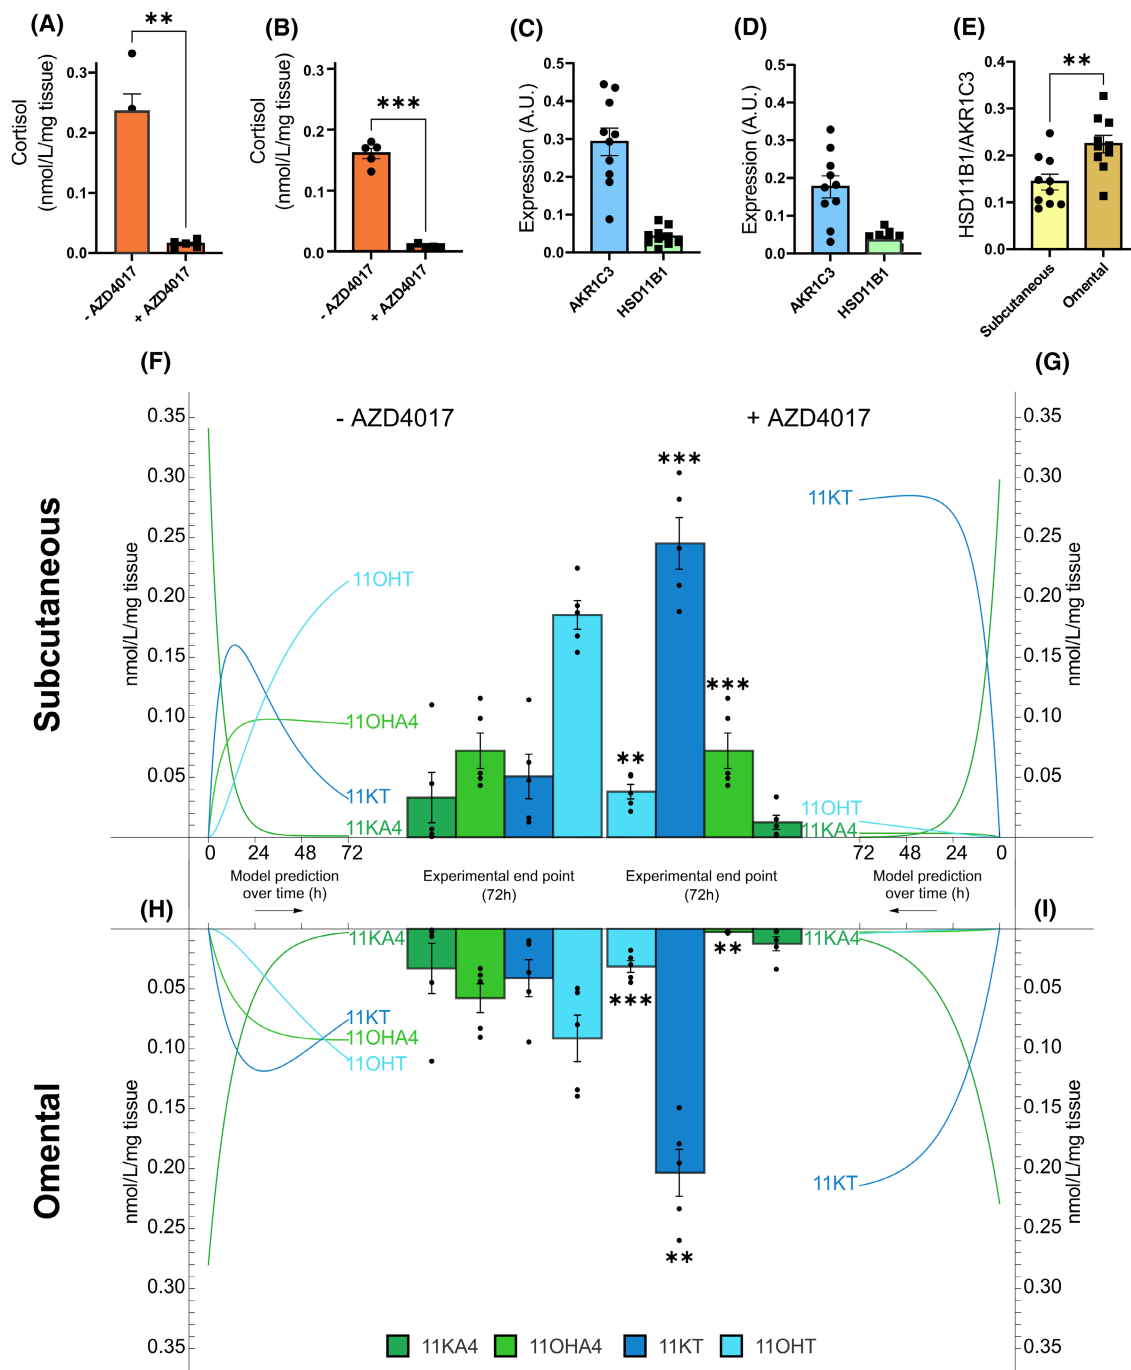 (A)
**
Cortisol
(nmol/L/mg tissue)
0.3
0.2
0.1
0.0
- AZD4017
+ AZD4017
(B)
***
Cortisol
(nmol/L/mg tissue)
0.3
0.1
0.0
- AZD4017
+ AZD4017
(C)
Expression (A.U.)
0.5
0.4
0.3
0.2
0.1
0.0
AKR1C3
HSD11B1
(D)
Expression (A.U.)
0.5
0.4
0.3
0.2
0.1
0.0
AKR1C3
HSD11B1
(E)
**
HSD11B1/AKR1C3
0.4
0.3
0.2
0.1
0.0
Subcutaneous
Omental
(F)
(G)
- AZD4017
+ AZD4017
Subcutaneous
nmol/L/mg tissue
0.35
0.30
0.25
0.20
0.15
0.10
0.05
11OHT
11OHA4
11KT
11KA4
0
24
48
72
Model prediction
over time (h)
Experimental end point
(72h)
**
***
***
Experimental end point
(72h)
11KT
11OHT
11KA4
72
48
24
0
Model prediction
over time (h)
0.35
0.30
0.25
0.20
0.15
0.10
0.05
nmol/L/mg tissue
(H)
(I)
Omental
nmol/L/mg tissue
0.05
0.10
0.15
0.20
0.25
0.30
0.35
11KA4
11KT
11OHA4
11OHT
***
**
**
11KA4
11KT
0.05
0.10
0.15
0.20
0.25
0.30
0.35
nmol/L/mg tissue
11KA4
11OHA4
11KT
11OHT